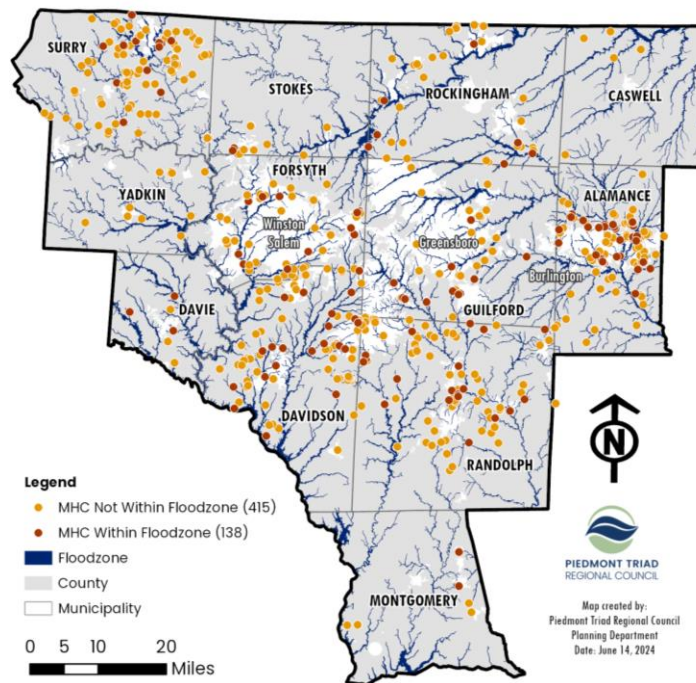 SURRY
STOKES
ROCKINGHAM
CASWELL
FORSYTH
YADKIN
ALAMANCE
Winston
Salem
Greensboro
Burlington
DAVIE
GUILFORD
DAVIDSON
RANDOLPH
MONTGOMERY
Legend
MHC Not Within Floodzone (415)
MHC Within Floodzone (138)
Floodzone
County
Municipality
0 5 10 20
Miles
N
PIEDMONT TRIAD
REGIONAL COUNCIL
Map created by:
Piedmont Triad Regional Council
Planning Department
Date: June 14, 2024